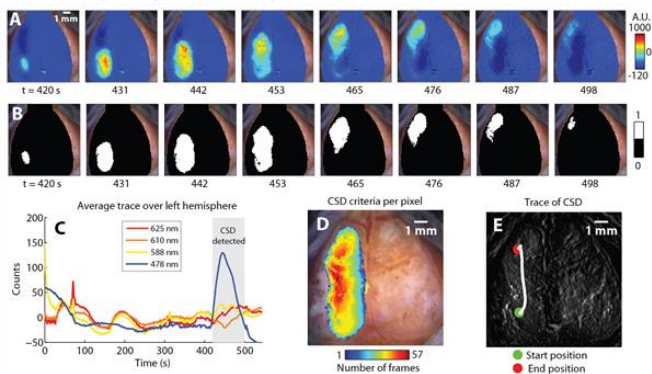 A
1 mm
A.U.
1000
0
-120
t = 420 s 431 442 453 465 476 487 498
B
1
0
t = 420 s 431 442 453 465 476 487 498
Average trace over left hemisphere
C
625 nm
610 nm
588 nm
478 nm
CSD
detected
Counts
200
150
100
50
0
-50
0 100 200 300 400 500
Time (s)
CSD criteria per pixel
D
1 mm
1 57
Number of frames
Trace of CSD
E
1 mm
Start position
End position